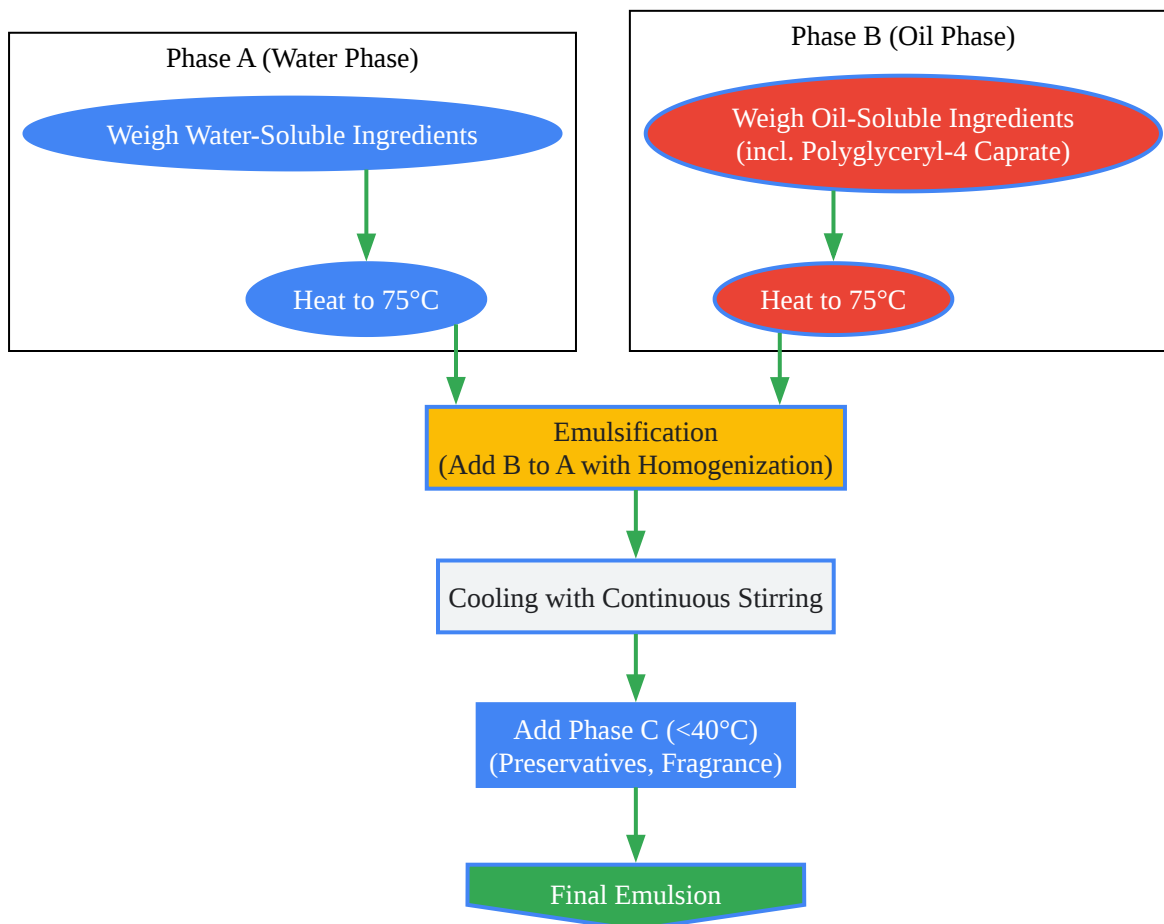 Phase A (Water Phase)
Weigh Water-Soluble Ingredients
Heat to 75°C
Phase B (Oil Phase)
Weigh Oil-Soluble Ingredients
(incl. Polyglyceryl-4 Caprate)
Heat to 75°C
Emulsification
(Add B to A with Homogenization)
Cooling with Continuous Stirring
Add Phase C (<40°C)
(Preservatives, Fragrance)
Final Emulsion